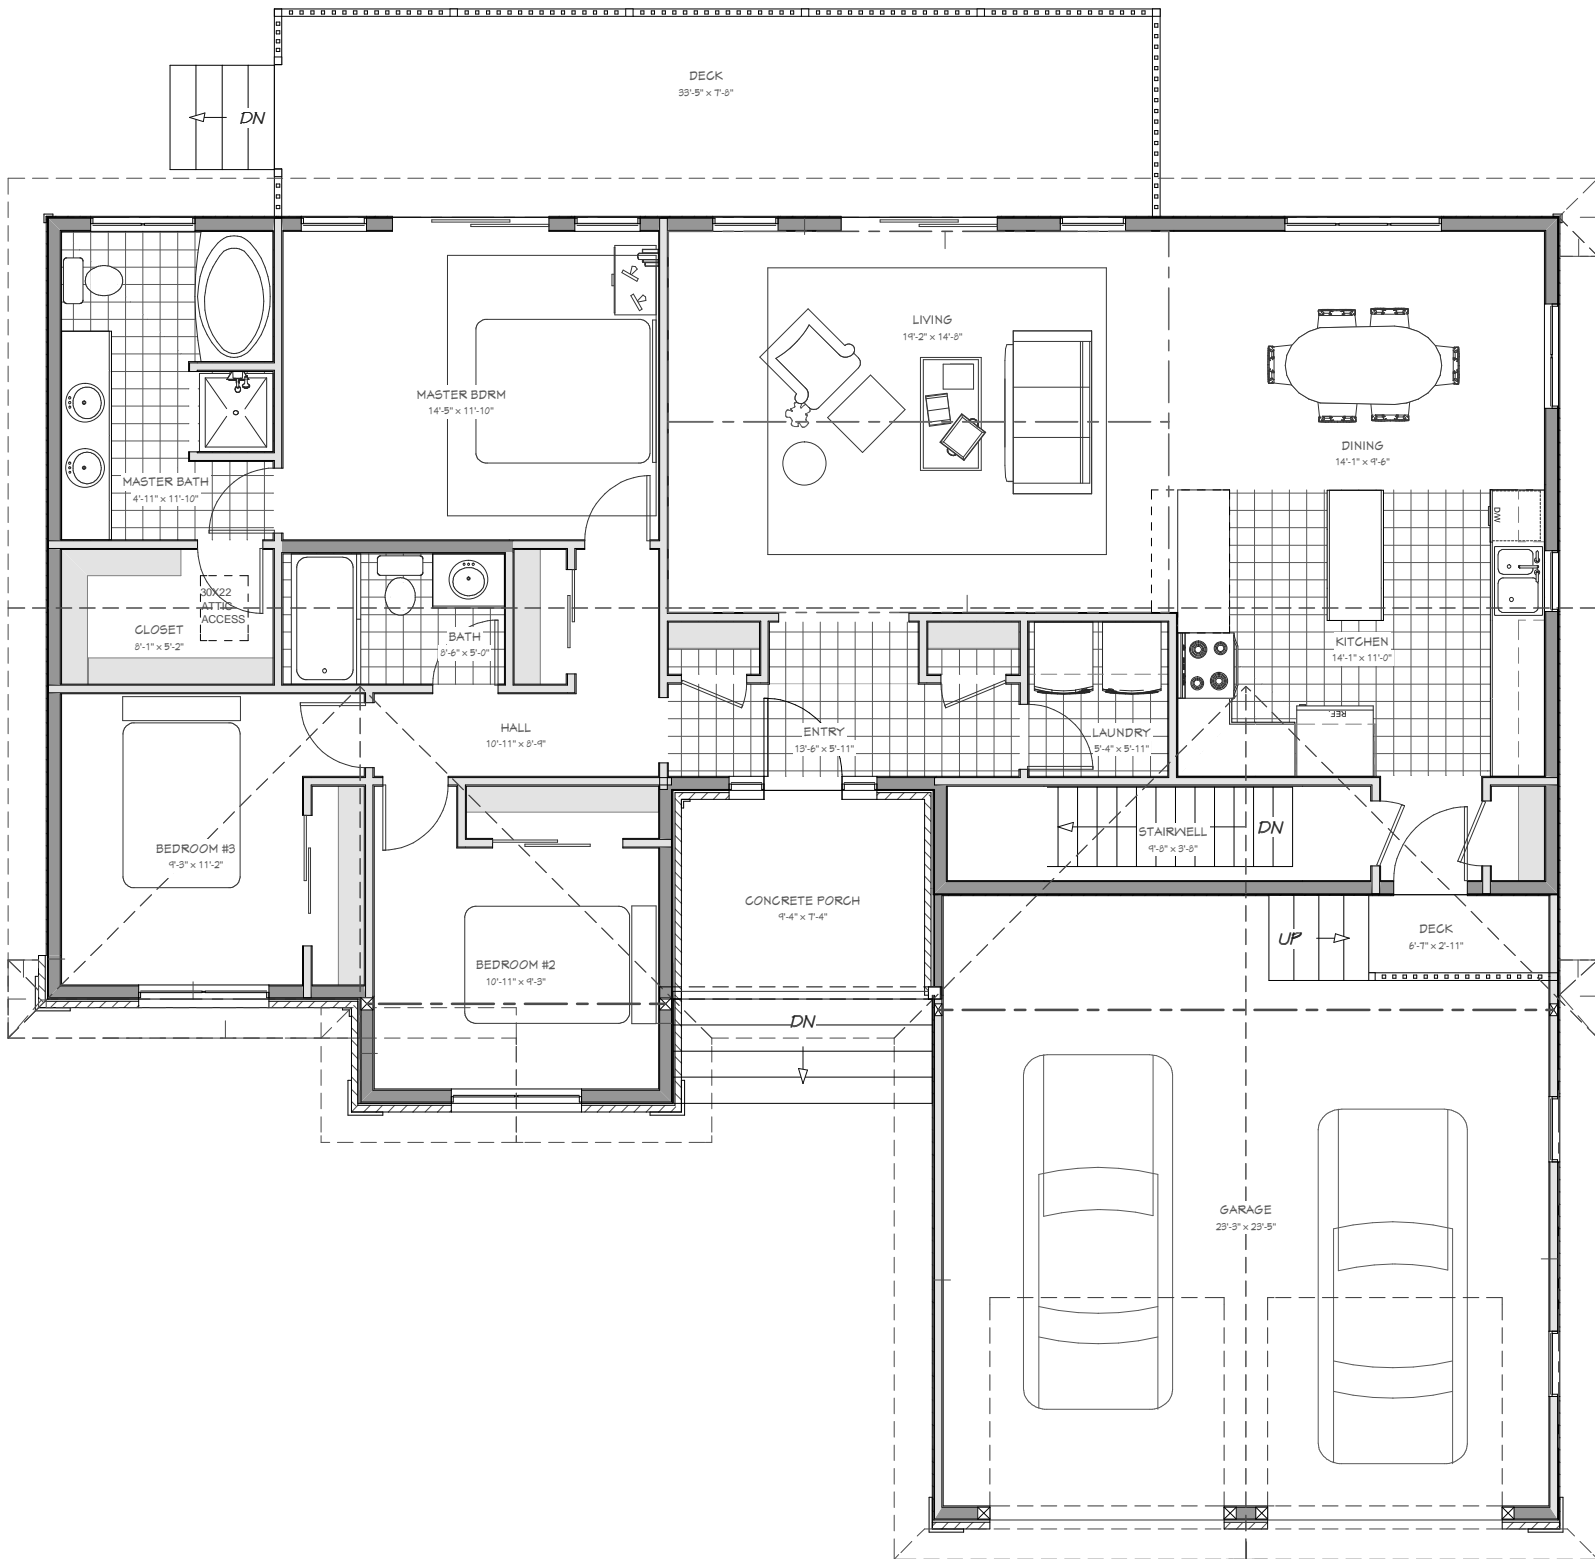 DECK
33'-5" x 7'-8"
DN
LIVING
19'-2" x 14'-8"
MASTER BDRM
14'-5" x 11'-10"
DINING
14'-1" x 9'-6"
MASTER BATH
4'-11" x 11'-10"
D/W
30X22
ATTIC
ACCESS
CLOSET
8'-1" x 5'-2"
BATH
8'-6" x 5'-0"
KITCHEN
14'-1" x 11'-0"
REF
HALL
10'-11" x 8'-9"
ENTRY
13'-6" x 5'-11"
LAUNDRY
5'-4" x 5'-11"
STAIRWELL
9'-8" x 3'-8"
DN
BEDROOM #3
9'-3" x 11'-2"
CONCRETE PORCH
9'-4" x 7'-4"
UP
DECK
6'-7" x 2'-11"
BEDROOM #2
10'-11" x 9'-3"
DN
GARAGE
23'-3" x 23'-5"